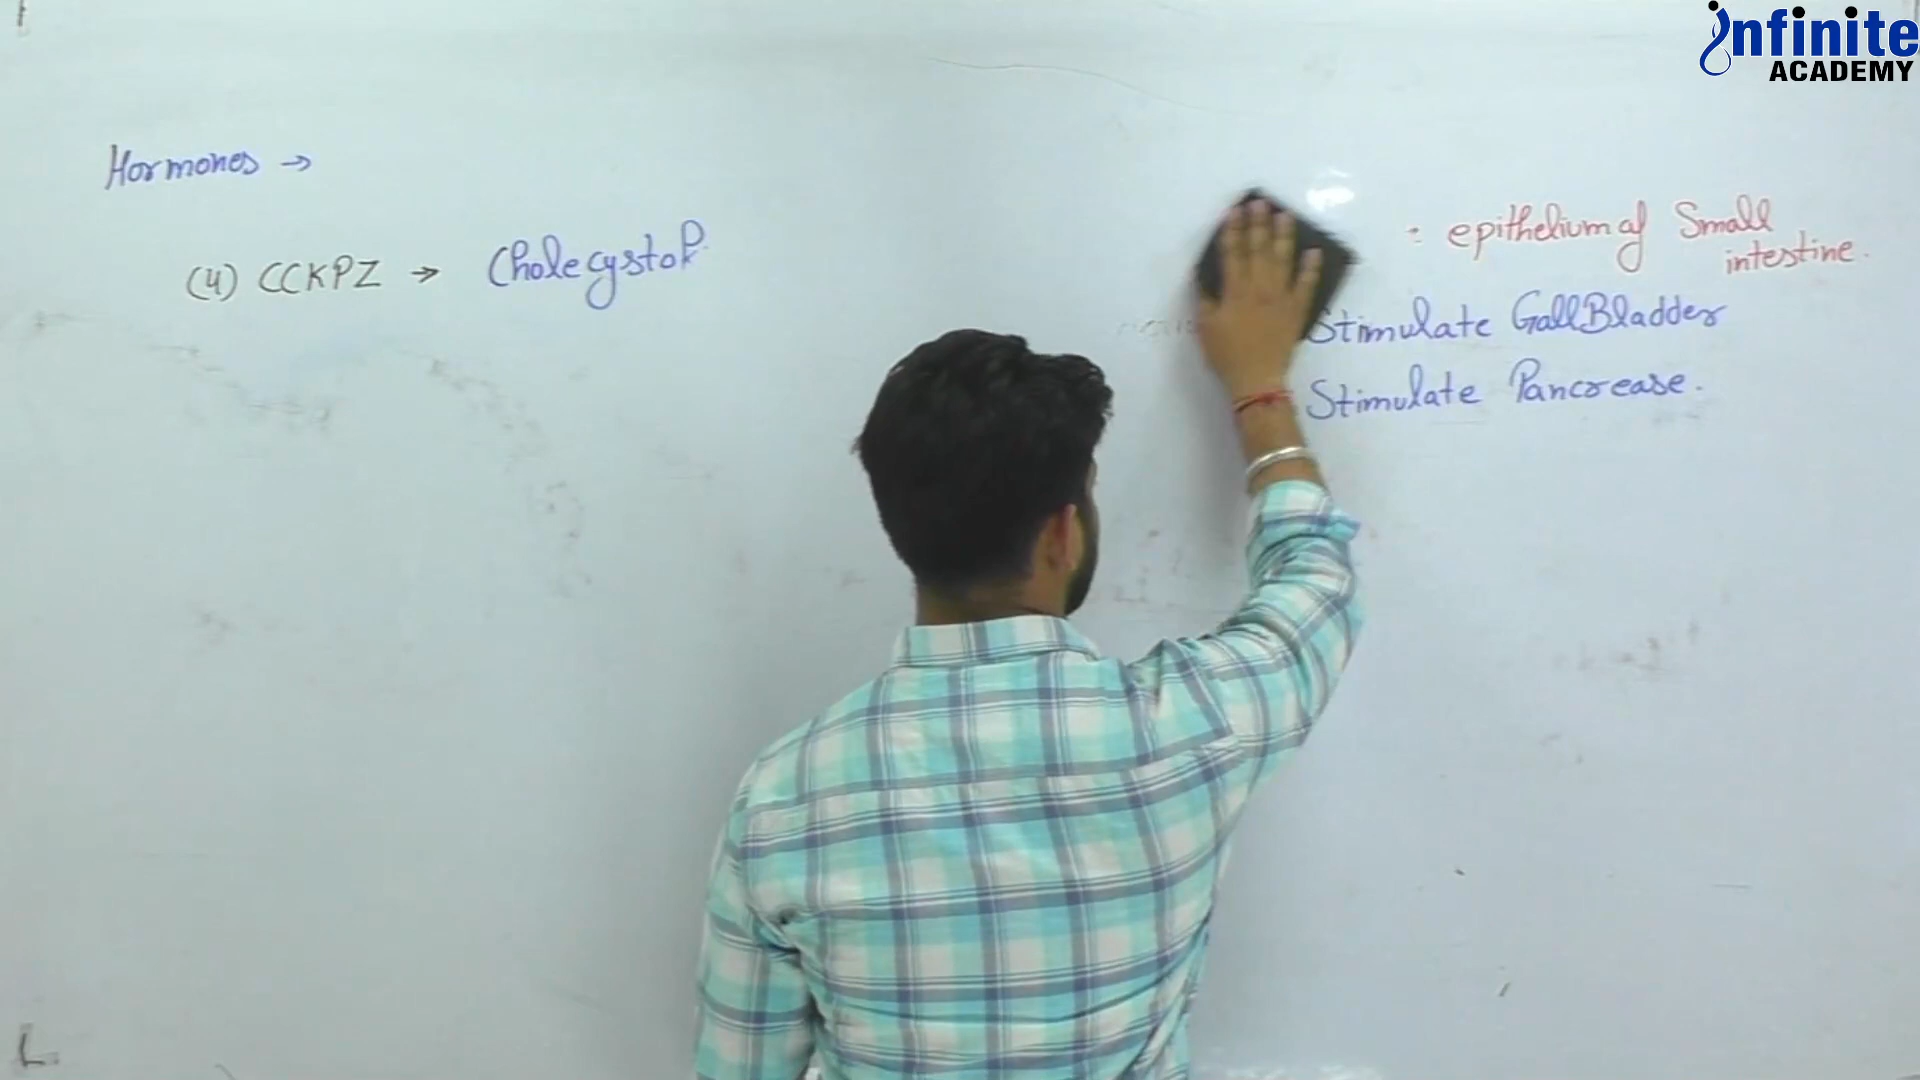 infinite
ACADEMY
Hormones →
(4) CCKPZ → Cholecystok
: epithelium of Small
intestine.
Stimulate GallBladder
Stimulate Pancrease.